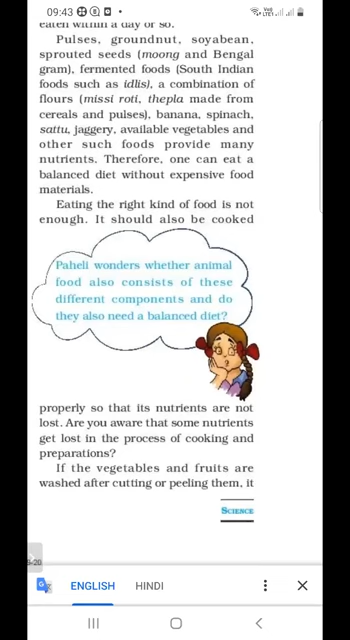 09:43
eaten within a day or so.
Pulses, groundnut, soyabean,
sprouted seeds (moong and Bengal
gram), fermented foods (South Indian
foods such as idlis), a combination of
flours (missi roti, thepla made from
cereals and pulses), banana, spinach,
sattu, jaggery, available vegetables and
other such foods provide many
nutrients. Therefore, one can eat a
balanced diet without expensive food
materials.
Eating the right kind of food is not
enough. It should also be cooked
Paheli wonders whether animal
food also consists of these
different components and do
they also need a balanced diet?
properly so that its nutrients are not
lost. Are you aware that some nutrients
get lost in the process of cooking and
preparations?
If the vegetables and fruits are
washed after cutting or peeling them, it
SCIENCE
ENGLISH HINDI